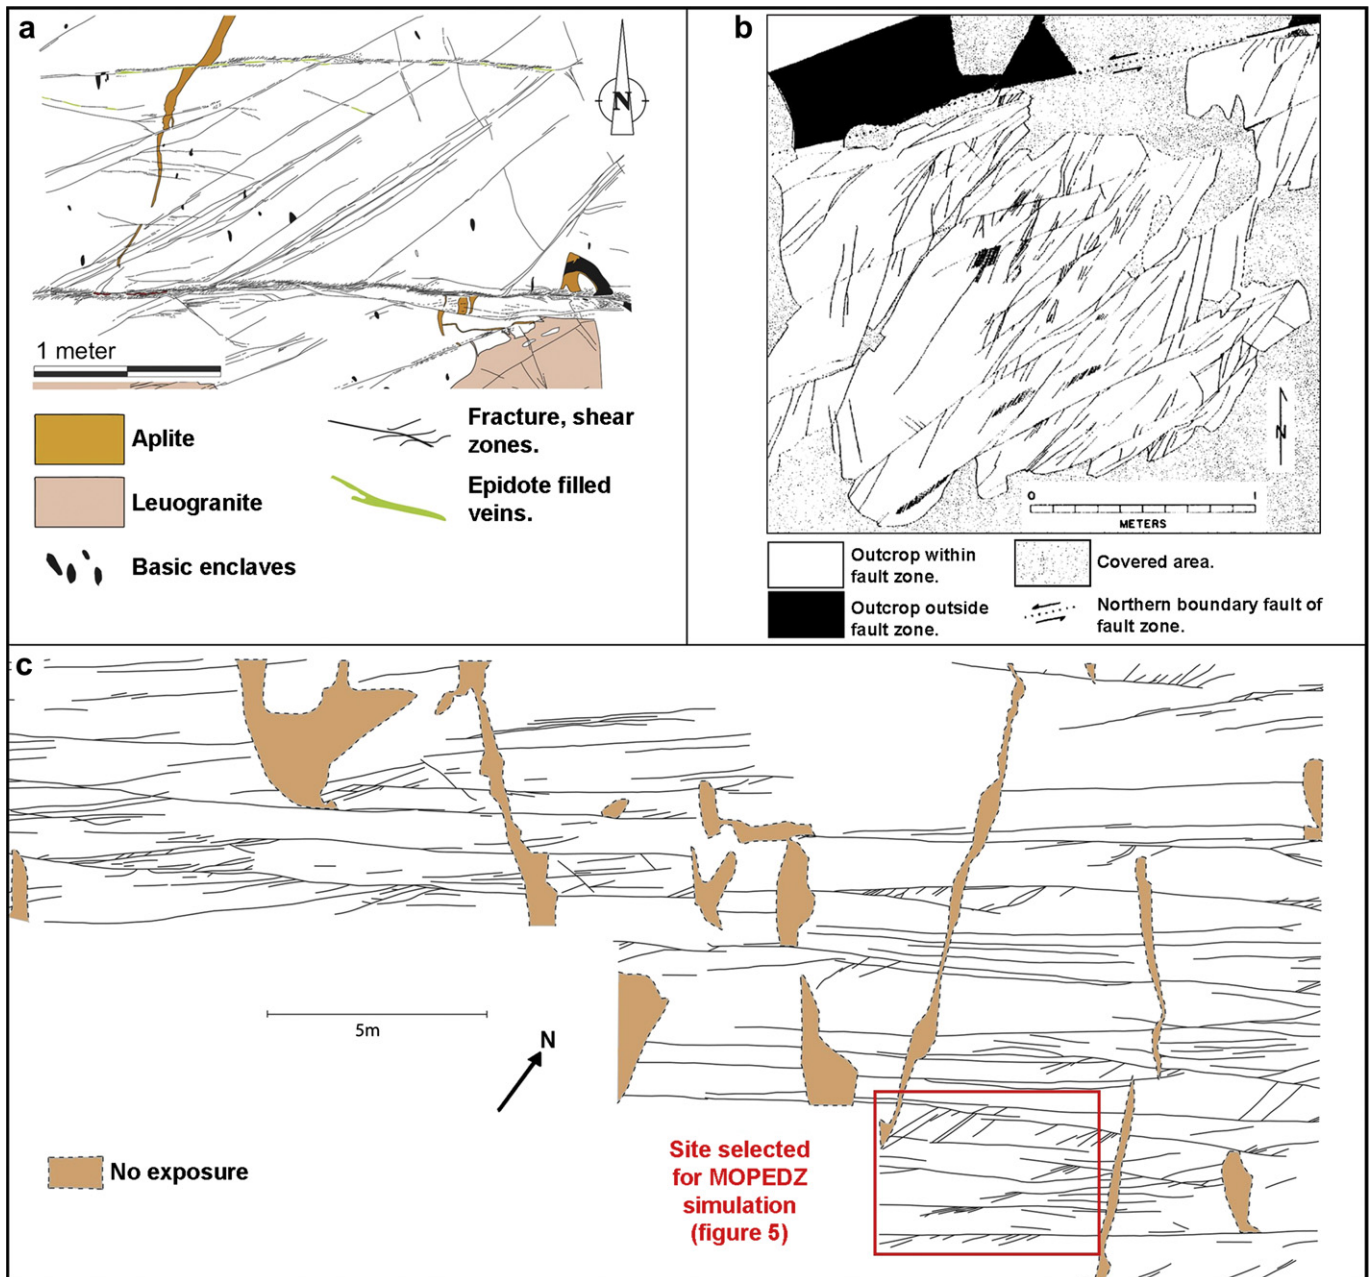 a
N
1 meter
Aplite
Leuogranite
Basic enclaves
Fracture, shear
zones.
Epidote filled
veins.
b
N
0 1
METERS
Outcrop within
fault zone.
Outcrop outside
fault zone.
Covered area.
Northern boundary fault of
fault zone.
c
5m
N
No exposure
Site selected
for MOPEDZ
simulation
(figure 5)